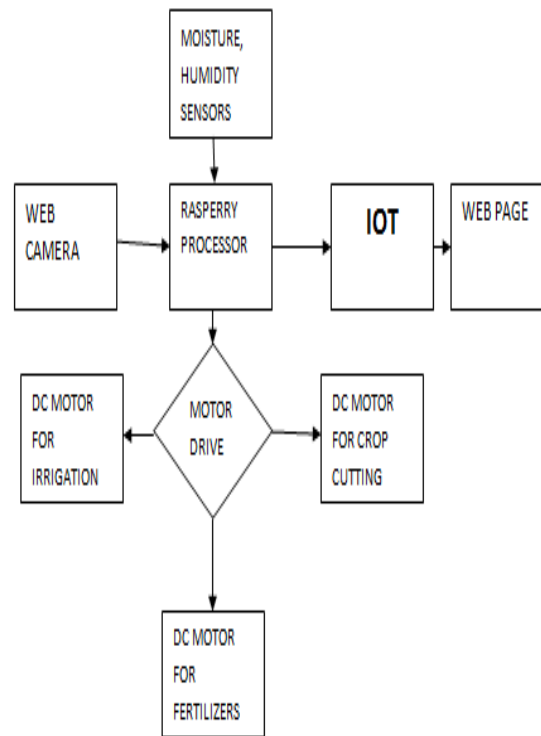 MOISTURE,
HUMIDITY
SENSORS
WEB
CAMERA
RASPERRY
PROCESSOR
IOT
WEB PAGE
DC MOTOR
FOR
IRRIGATION
MOTOR
DRIVE
DC MOTOR
FOR CROP
CUTTING
DC MOTOR
FOR
FERTILIZERS